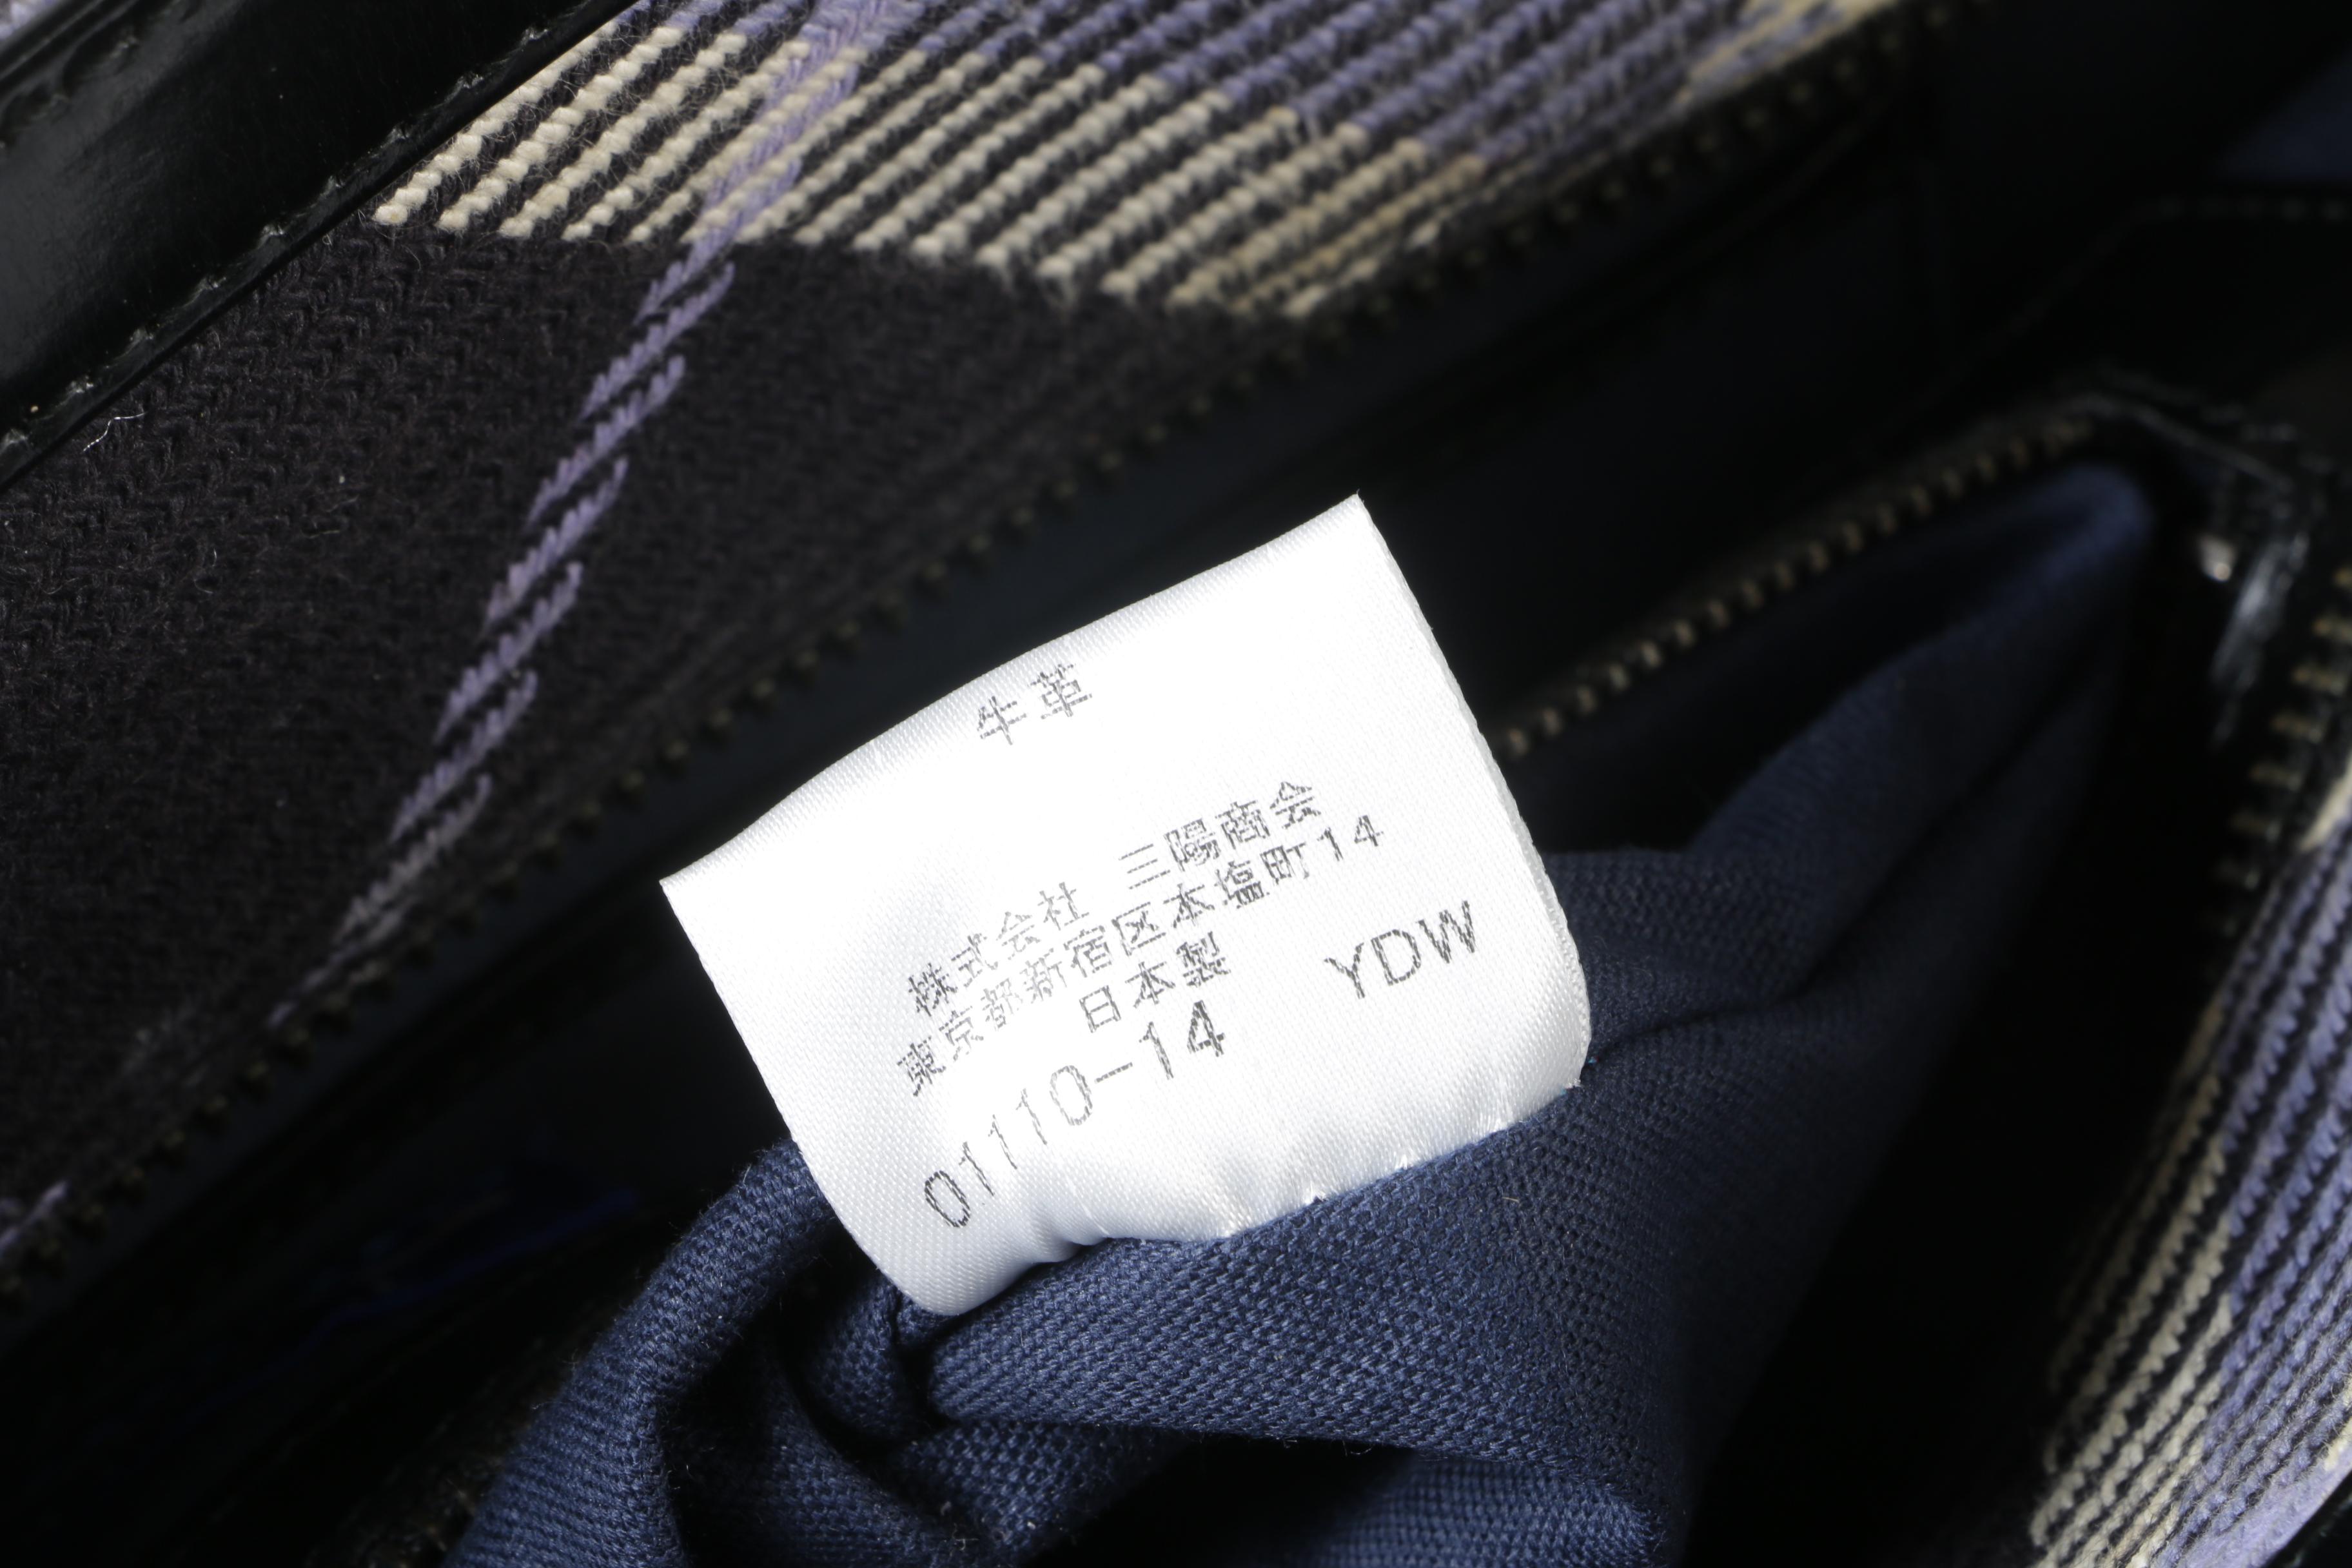 牛革
株式会社 三陽商会
東京都新宿区本塩町14
日本製 YDW
01110-14